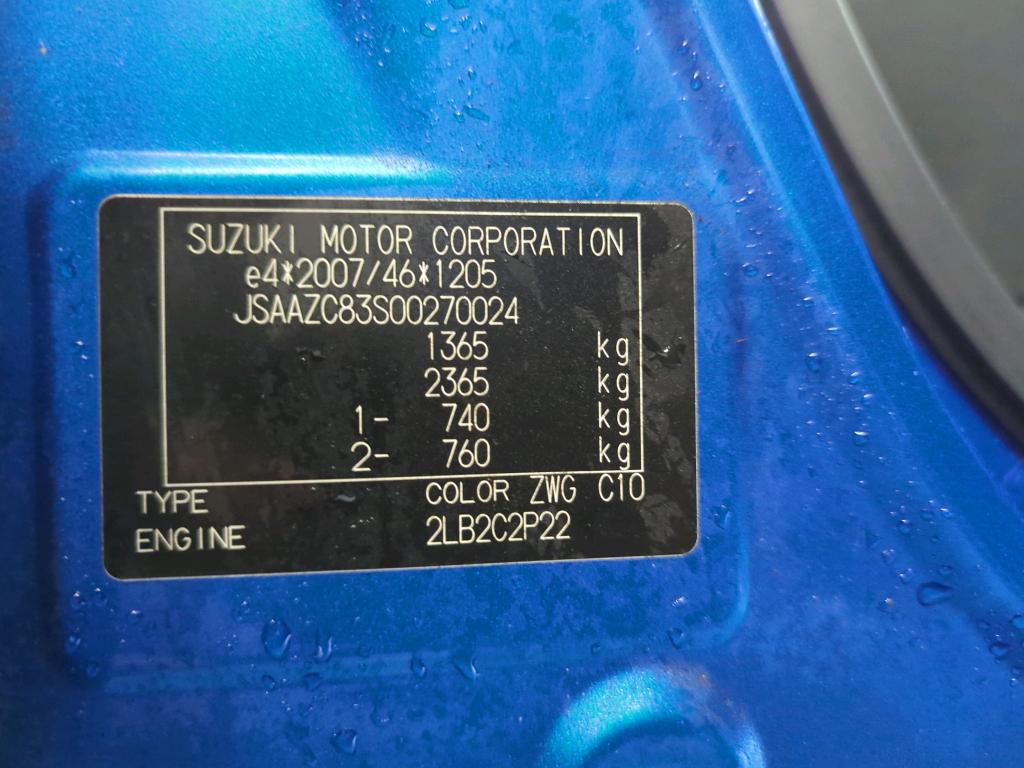 SUZUKI MOTOR CORPORATION
e4*2007/46*1205
JSAAZC83S00270024
1365 kg
2365 kg
1- 740 kg
2- 760 kg
TYPE COLOR ZWG C10
ENGINE 2LB2C2P22